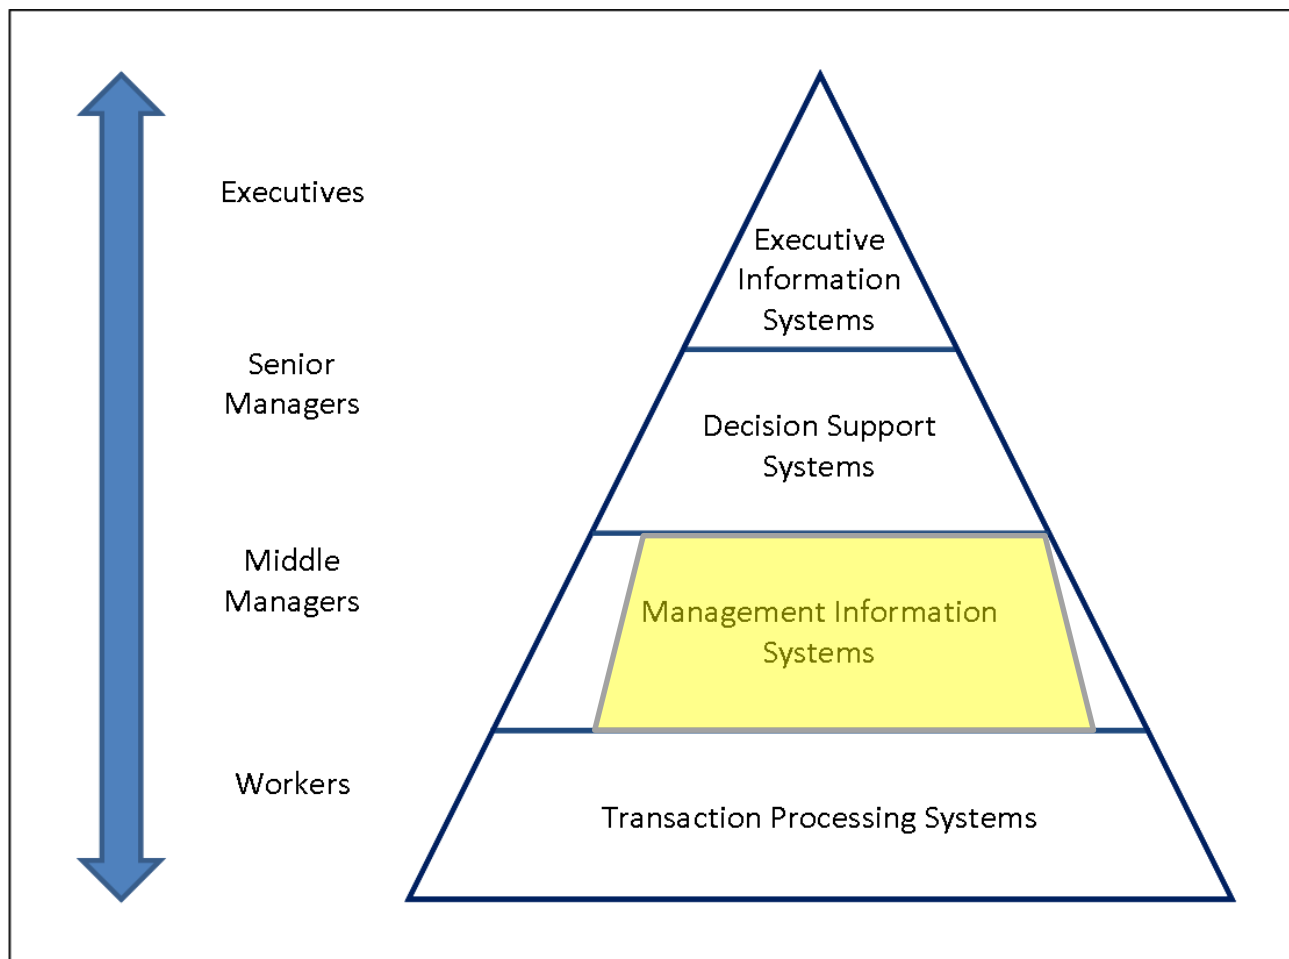 Executives
Executive
Information
Systems
Senior
Managers
Decision Support
Systems
Middle
Managers
Management Information
Systems
Workers
Transaction Processing Systems